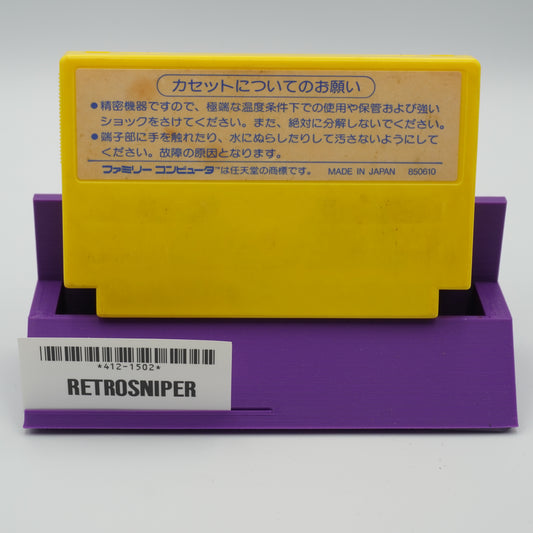 カセットについてのお願い
●精密機器ですので、極端な温度条件下での使用や保管および強い
ショックをさけてください。また、絶対に分解しないでください。
●端子部に手を触れたり、水にぬらしたりして汚さないようにして
ください。故障の原因となります。
ファミリー コンピュータ™は任天堂の商標です。 MADE IN JAPAN 850610
*412-1502*
RETROSNIPER